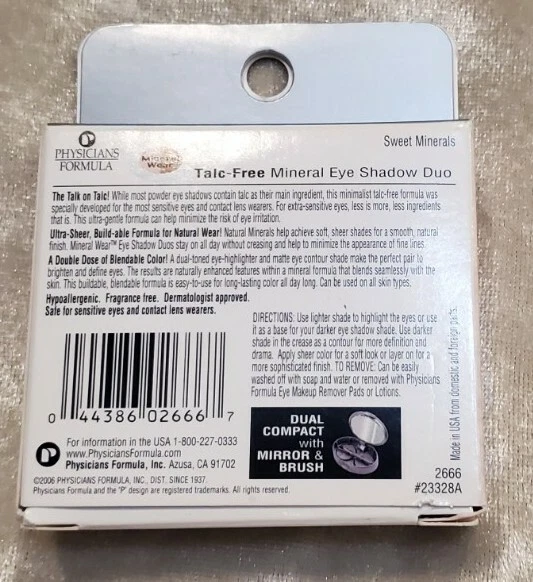 PHYSICIANS
FORMULA
Mineral
Wear
Sweet Minerals
Talc-Free Mineral Eye Shadow Duo
The Talk on Talc! While most powder eye shadows contain talc as their main ingredient, this minimalist talc-free formula was
specially developed for the most sensitive eyes and contact lens wearers. For extra-sensitive eyes, less is more, less ingredients
that is. This ultra-gentle formula can help minimize the risk of eye irritation.
Ultra-Sheer, Build-able Formula for Natural Wear! Natural Minerals help achieve soft, sheer shades for a smooth, natural
finish. Mineral Wear™ Eye Shadow Duos stay on all day without creasing and help to minimize the appearance of fine lines.
A Double Dose of Blendable Color! A dual-toned eye-highlighter and matte eye contour shade make the perfect pair to
brighten and define eyes. The results are naturally enhanced features within a mineral formula that blends seamlessly with the
skin. This buildable, blendable formula is easy-to-use for long-lasting color all day long. Can be used on all skin types.
Hypoallergenic. Fragrance free. Dermatologist approved.
Safe for sensitive eyes and contact lens wearers.
DIRECTIONS: Use lighter shade to highlight the eyes or use
it as a base for your darker eye shadow shade. Use darker
shade in the crease as a contour for more definition and
drama. Apply sheer color for a soft look or layer on for a
more sophisticated finish. TO REMOVE: Can be easily
washed off with soap and water or removed with Physicians
Formula Eye Makeup Remover Pads or Lotions.
Made in USA from domestic and foreign parts.
0 44386 02666 7
DUAL
COMPACT
with
MIRROR &
BRUSH
For information in the USA 1-800-227-0333
www.PhysiciansFormula.com
Physicians Formula, Inc. Azusa, CA 91702
©2006 PHYSICIANS FORMULA, INC. DIST. SINCE 1937.
Physicians Formula and the "P" design are registered trademarks. All rights reserved.
2666
#23328A